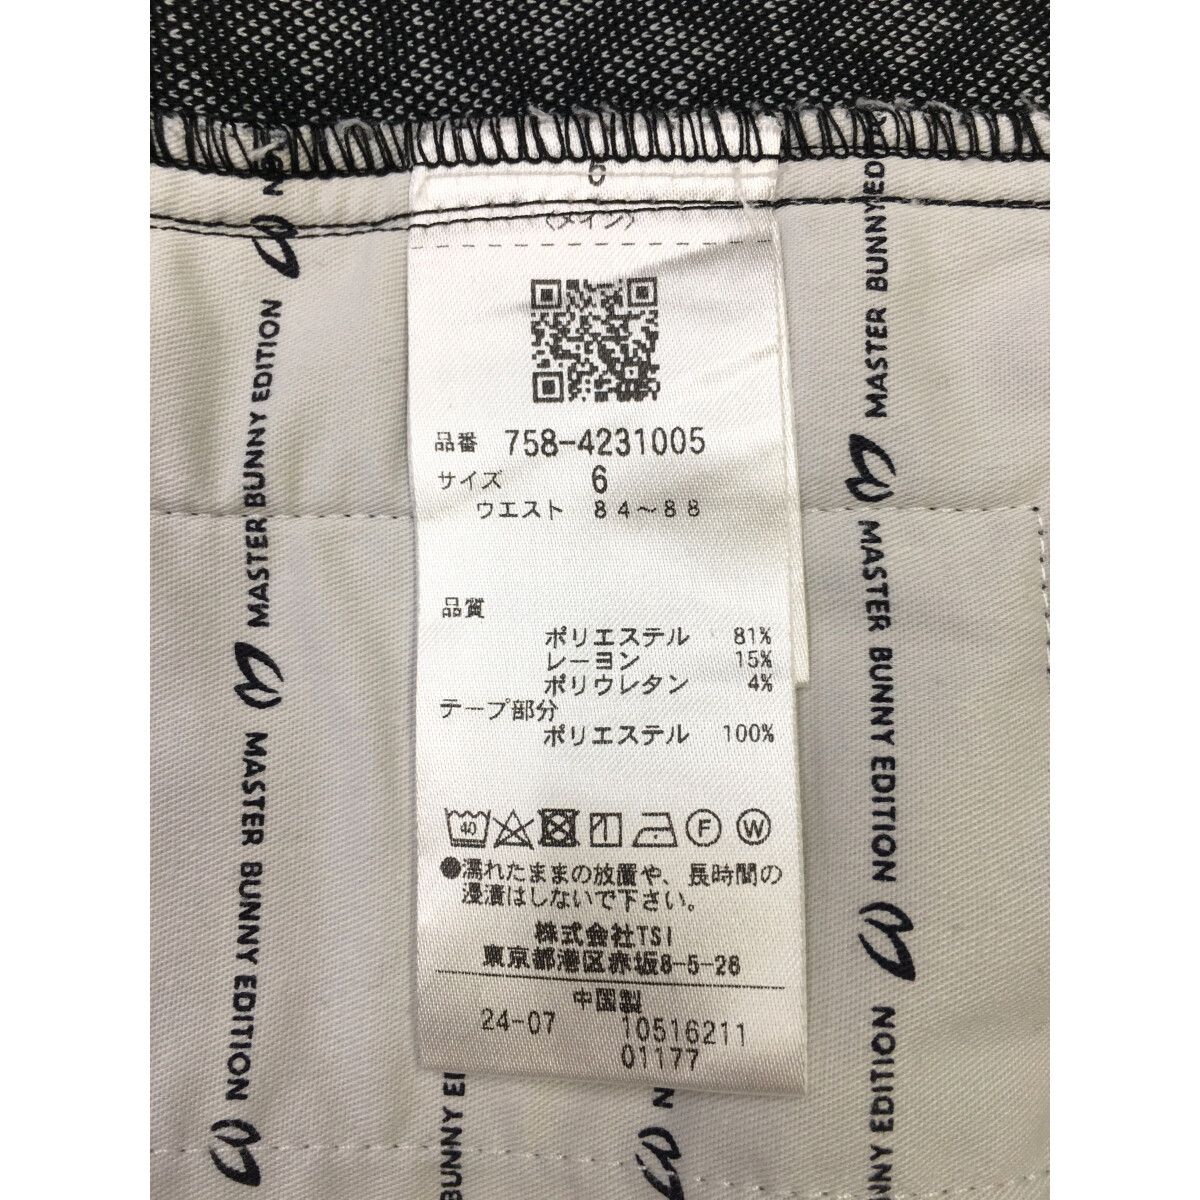 6
〈メイン〉
品番 758-4231005
サイズ 6
ウエスト 84～88
品質
ポリエステル 81%
レーヨン 15%
ポリウレタン 4%
テープ部分
ポリエステル 100%
40 F W
●濡れたままの放置や、長時間の
浸漬はしないで下さい。
株式会社TSI
東京都港区赤坂8-5-28
中国製
24-07 10516211
01177
MASTER BUNNY EDITION
MASTER BUNNY EDITION
MASTER BUNNY ED
MASTER BUNNY EDITION
BUNNY EDITION
BUNNY EDI
N
N